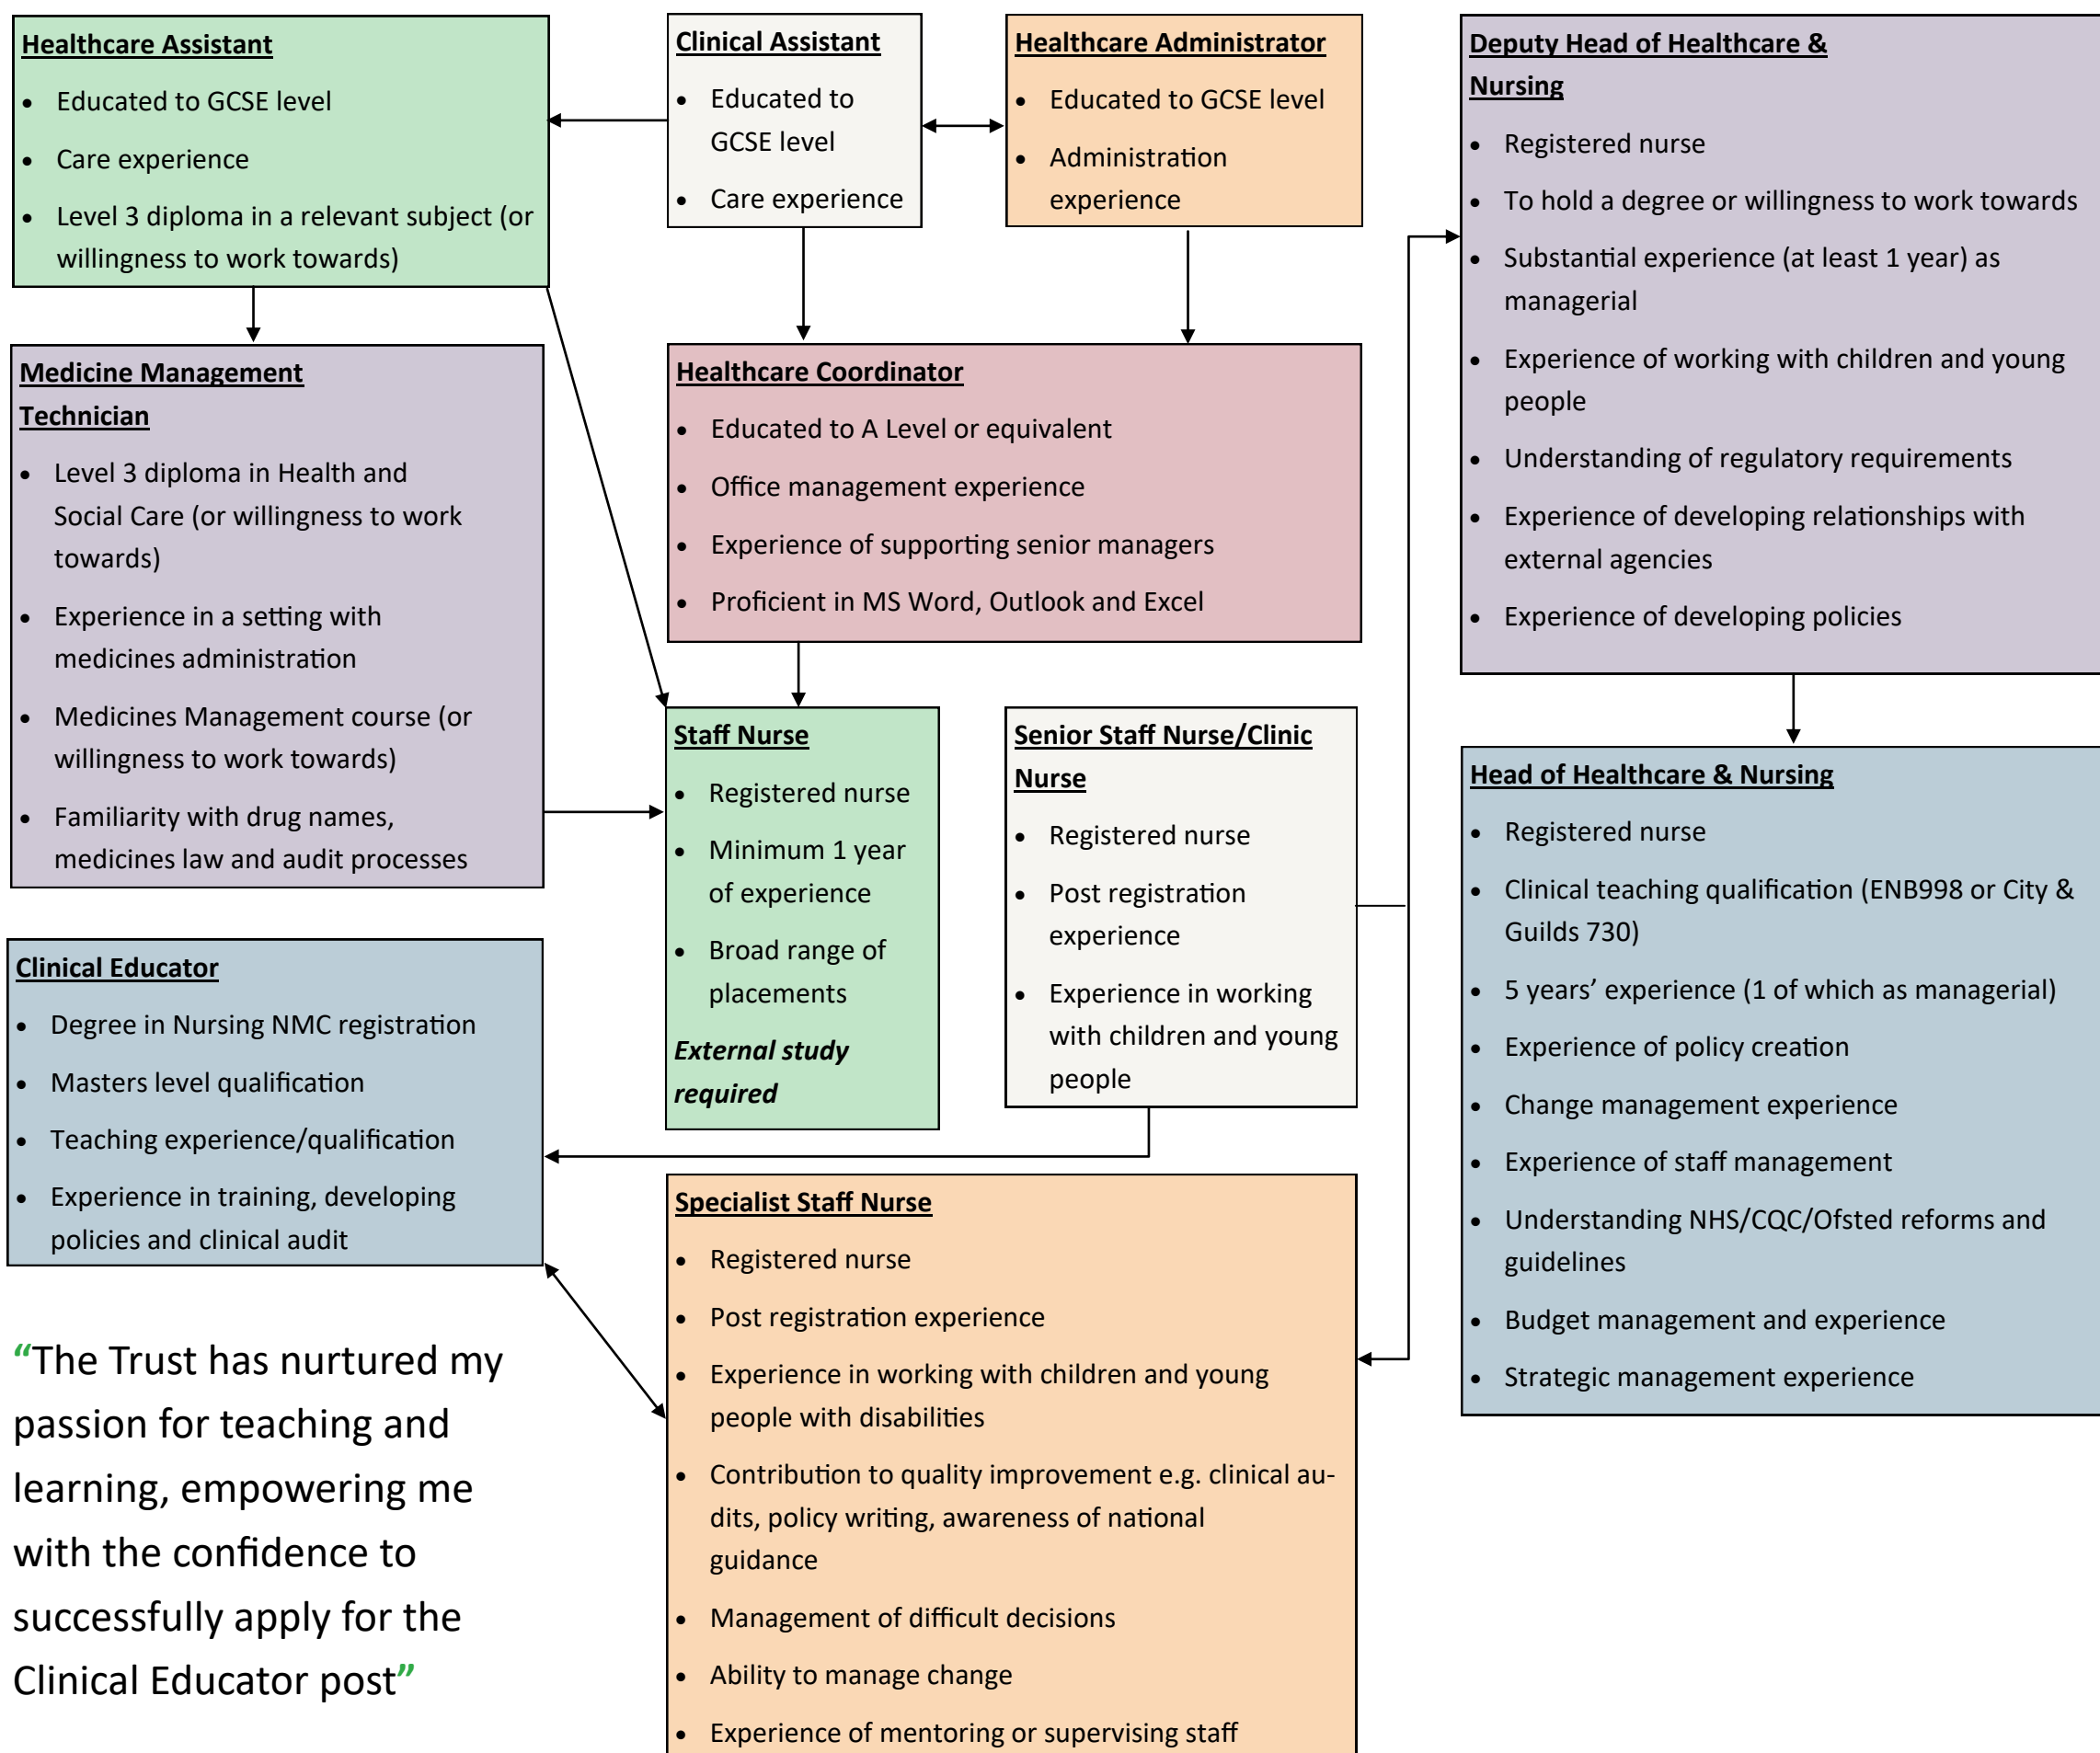 Healthcare Assistant
• Educated to GCSE level
• Care experience
• Level 3 diploma in a relevant subject (or
willingness to work towards)
Clinical Assistant
• Educated to
GCSE level
• Care experience
Healthcare Administrator
• Educated to GCSE level
• Administration
experience
Deputy Head of Healthcare &
Nursing
• Registered nurse
• To hold a degree or willingness to work towards
• Substantial experience (at least 1 year) as
managerial
• Experience of working with children and young
people
• Understanding of regulatory requirements
• Experience of developing relationships with
external agencies
• Experience of developing policies
Medicine Management
Technician
• Level 3 diploma in Health and
Social Care (or willingness to work
towards)
• Experience in a setting with
medicines administration
• Medicines Management course (or
willingness to work towards)
• Familiarity with drug names,
medicines law and audit processes
Healthcare Coordinator
• Educated to A Level or equivalent
• Office management experience
• Experience of supporting senior managers
• Proficient in MS Word, Outlook and Excel
Staff Nurse
• Registered nurse
• Minimum 1 year
of experience
• Broad range of
placements
External study
required
Senior Staff Nurse/Clinic
Nurse
• Registered nurse
• Post registration
experience
• Experience in working
with children and young
people
Head of Healthcare & Nursing
• Registered nurse
• Clinical teaching qualification (ENB998 or City &
Guilds 730)
• 5 years’ experience (1 of which as managerial)
• Experience of policy creation
• Change management experience
• Experience of staff management
• Understanding NHS/CQC/Ofsted reforms and
guidelines
• Budget management and experience
• Strategic management experience
Clinical Educator
• Degree in Nursing NMC registration
• Masters level qualification
• Teaching experience/qualification
• Experience in training, developing
policies and clinical audit
Specialist Staff Nurse
• Registered nurse
• Post registration experience
• Experience in working with children and young
people with disabilities
• Contribution to quality improvement e.g. clinical au-
dits, policy writing, awareness of national
guidance
• Management of difficult decisions
• Ability to manage change
• Experience of mentoring or supervising staff
“The Trust has nurtured my
passion for teaching and
learning, empowering me
with the confidence to
successfully apply for the
Clinical Educator post”